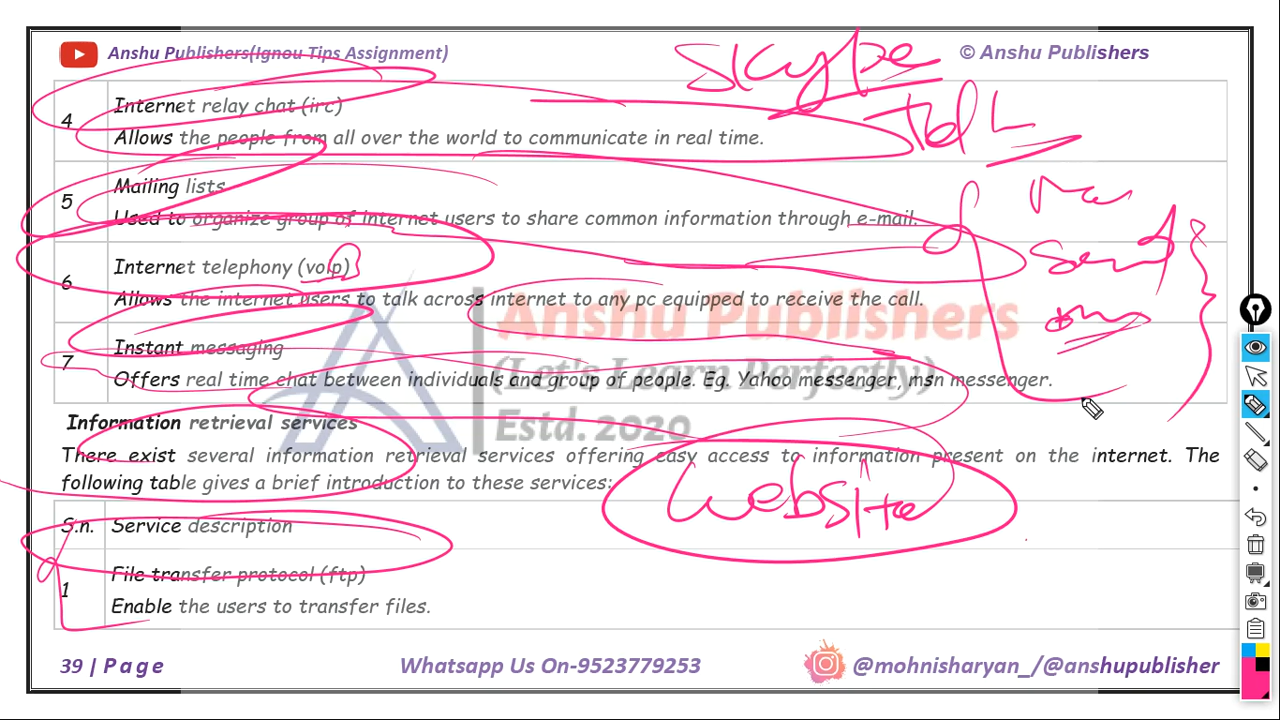 Anshu Publishers(Ignou Tips Assignment)
© Anshu Publishers
Skype
4
Internet relay chat (irc)
Allows the people from all over the world to communicate in real time.
5
Mailing lists
Used to organize group of internet users to share common information through e-mail.
6
Internet telephony (voip)
Allows the internet users to talk across internet to any pc equipped to receive the call.
7
Instant messaging
Offers real time chat between individuals and group of people. Eg. Yahoo messenger, msn messenger.
Anshu Publishers
(Let's Learn Perfectly)
Estd. 2020
Information retrieval services
There exist several information retrieval services offering easy access to information present on the internet. The
following table gives a brief introduction to these services:
Website
S.n. Service description
1
File transfer protocol (ftp)
Enable the users to transfer files.
39 | Page
Whatsapp Us On-9523779253
@mohnisharyan_/@anshupublisher